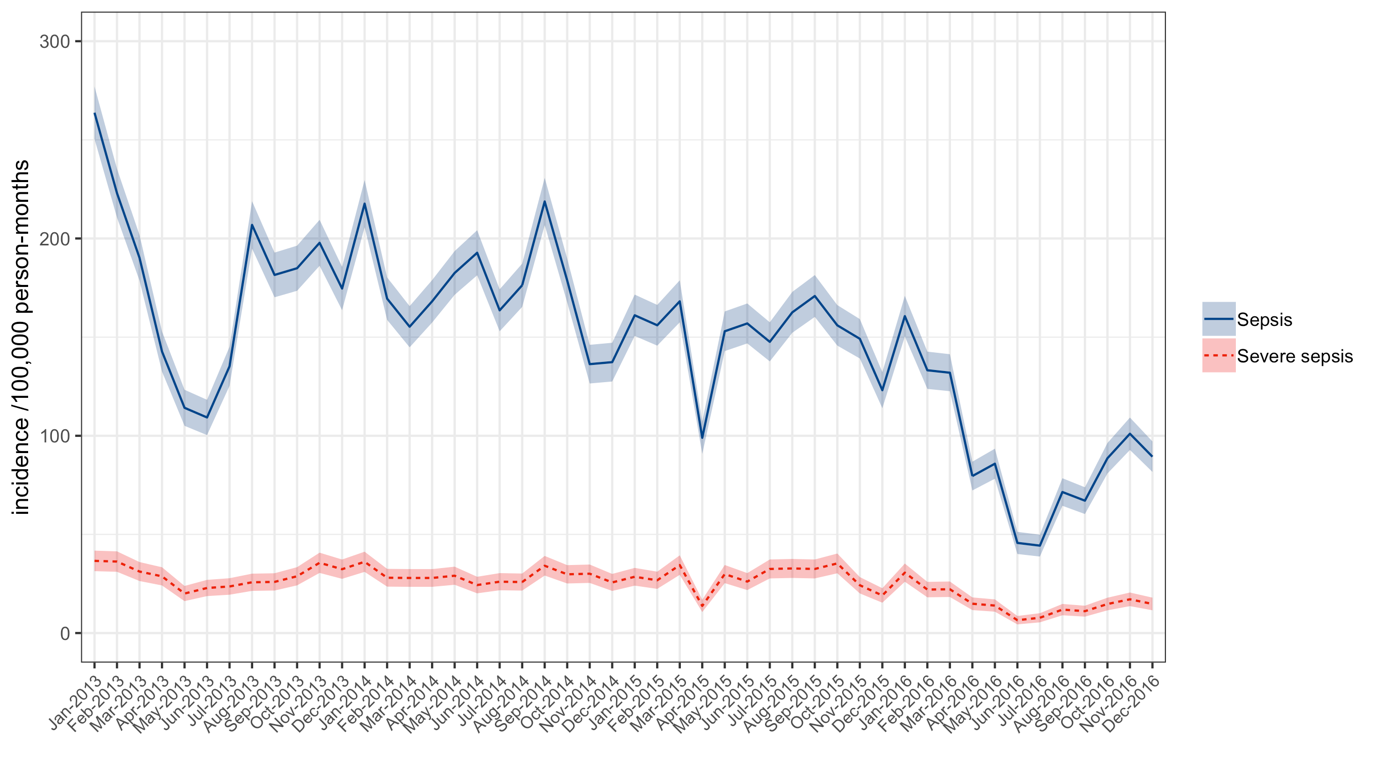 incidence /100,000 person-months
300
200
100
0
Jan-2013
Feb-2013
Mar-2013
Apr-2013
May-2013
Jun-2013
Jul-2013
Aug-2013
Sep-2013
Oct-2013
Nov-2013
Dec-2013
Jan-2014
Feb-2014
Mar-2014
Apr-2014
May-2014
Jun-2014
Jul-2014
Aug-2014
Sep-2014
Oct-2014
Nov-2014
Dec-2014
Jan-2015
Feb-2015
Mar-2015
Apr-2015
May-2015
Jun-2015
Jul-2015
Aug-2015
Sep-2015
Oct-2015
Nov-2015
Dec-2015
Jan-2016
Feb-2016
Mar-2016
Apr-2016
May-2016
Jun-2016
Jul-2016
Aug-2016
Sep-2016
Oct-2016
Nov-2016
Dec-2016
Sepsis
Severe sepsis